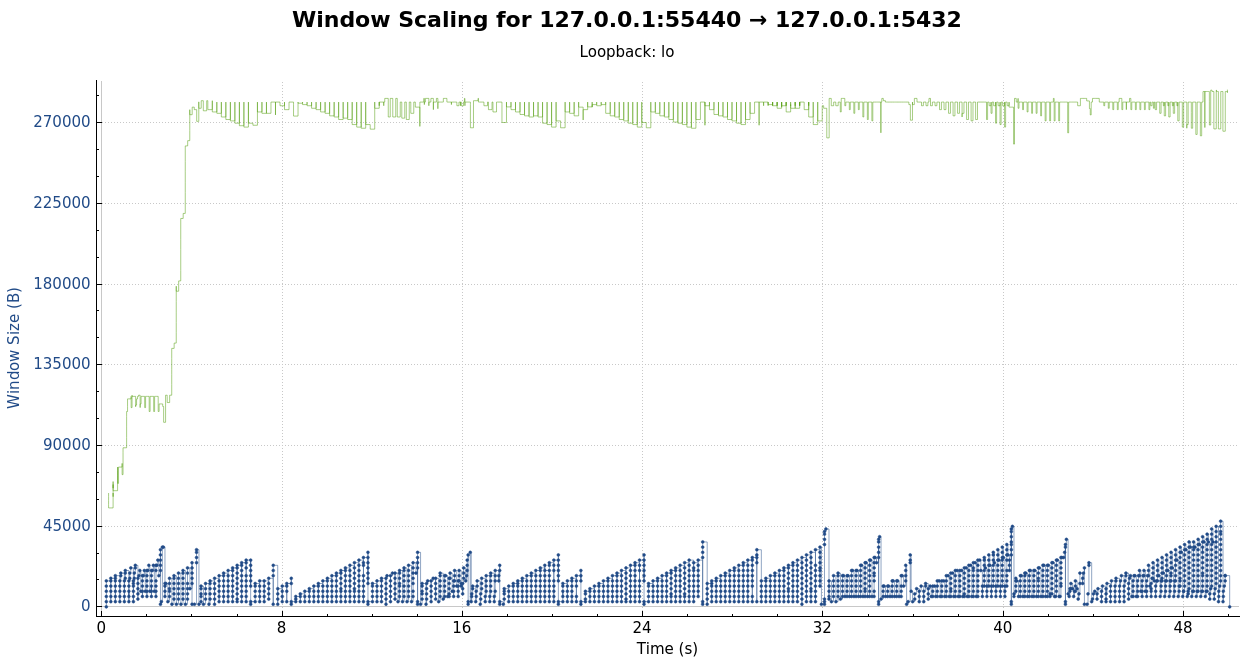 Window Scaling for 127.0.0.1:55440 → 127.0.0.1:5432
Loopback: lo
Window Size (B)
270000
225000
180000
135000
90000
45000
0
0 8 16 24 32 40 48
Time (s)